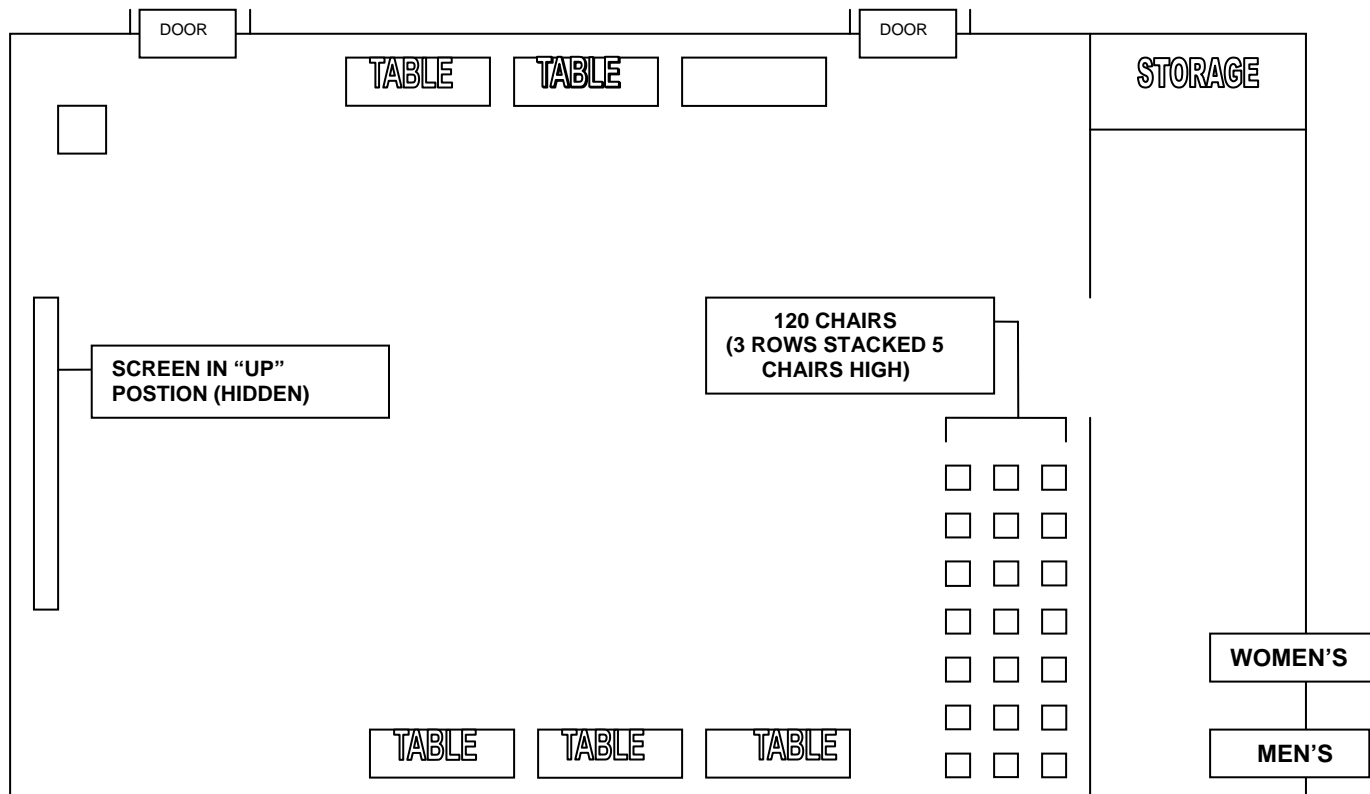 DOOR
DOOR
TABLE
TABLE
STORAGE
120 CHAIRS
(3 ROWS STACKED 5
CHAIRS HIGH)
SCREEN IN “UP”
POSTION (HIDDEN)
WOMEN’S
TABLE
TABLE
TABLE
MEN’S